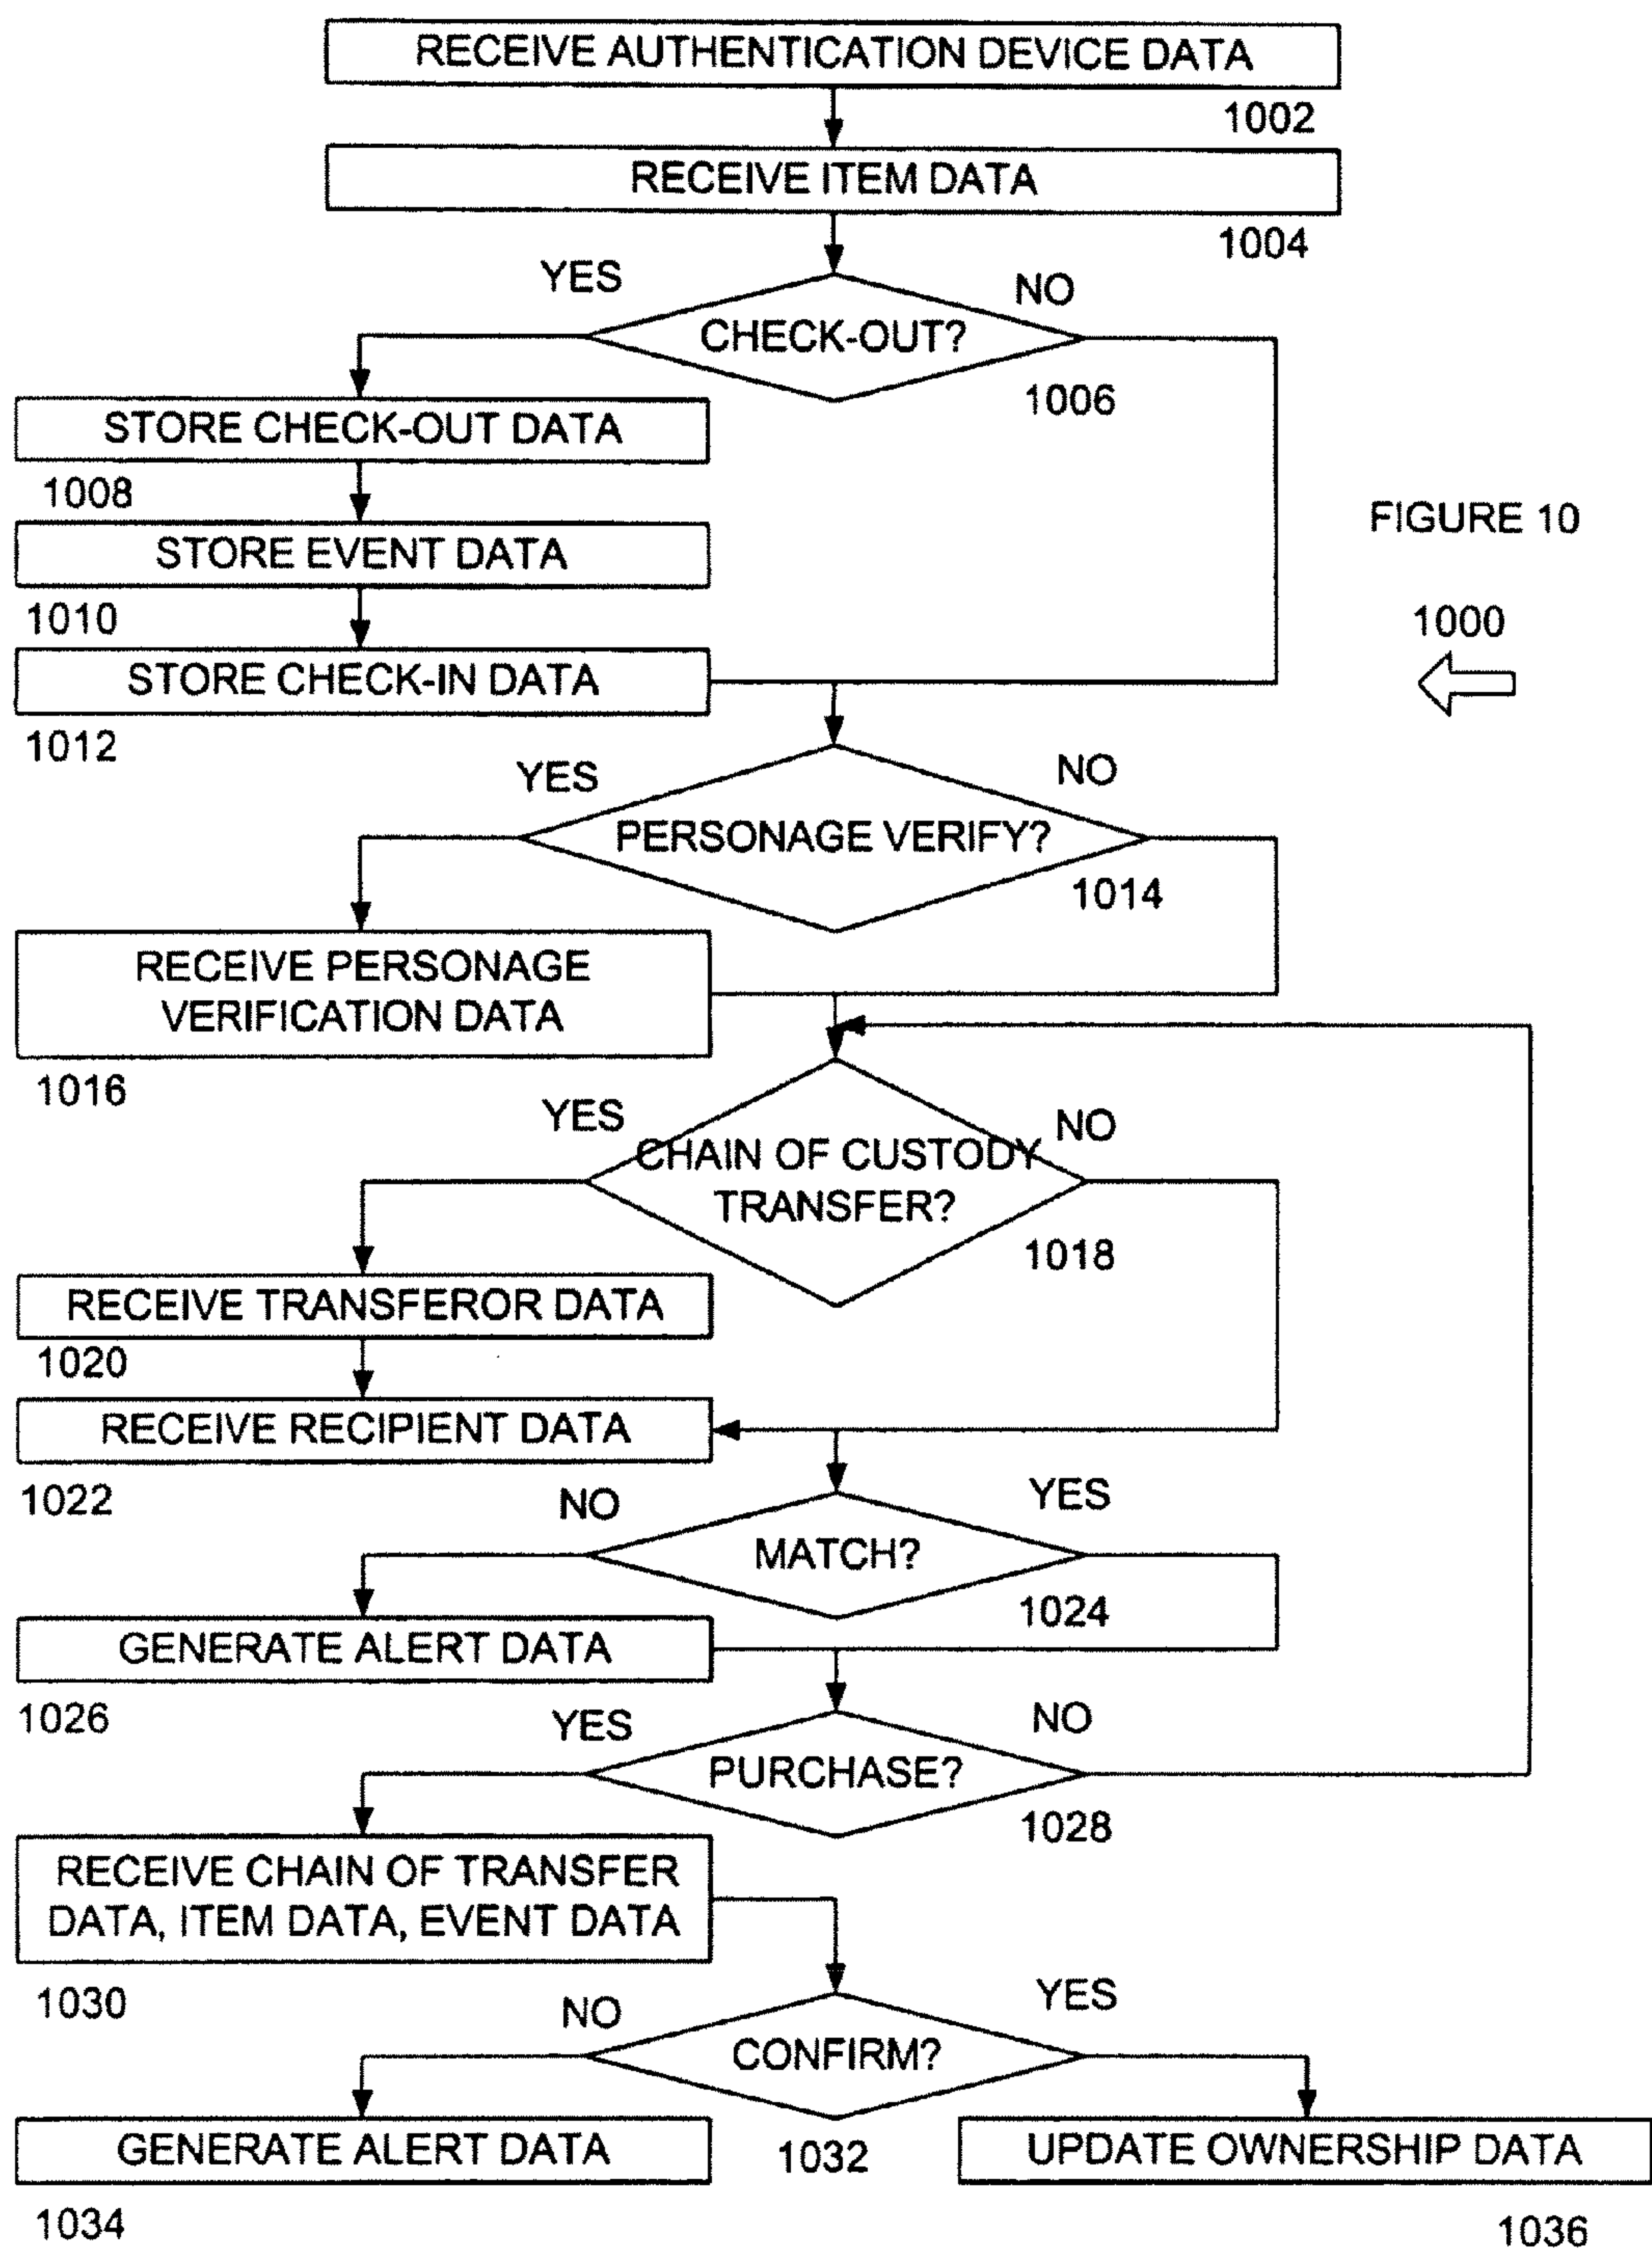 RECEIVE AUTHENTICATION DEVICE DATA
1002
RECEIVE ITEM DATA
1004
YES
NO
CHECK-OUT?
1006
STORE CHECK-OUT DATA
1008
STORE EVENT DATA
FIGURE 10
1010
1000
STORE CHECK-IN DATA
1012
YES
NO
PERSONAGE VERIFY?
1014
RECEIVE PERSONAGE
VERIFICATION DATA
1016
YES
NO
CHAIN OF CUSTODY
TRANSFER?
1018
RECEIVE TRANSFEROR DATA
1020
RECEIVE RECIPIENT DATA
1022
NO
YES
MATCH?
1024
GENERATE ALERT DATA
1026
YES
NO
PURCHASE?
1028
RECEIVE CHAIN OF TRANSFER
DATA, ITEM DATA, EVENT DATA
1030
NO
YES
CONFIRM?
1032
GENERATE ALERT DATA
1034
UPDATE OWNERSHIP DATA
1036